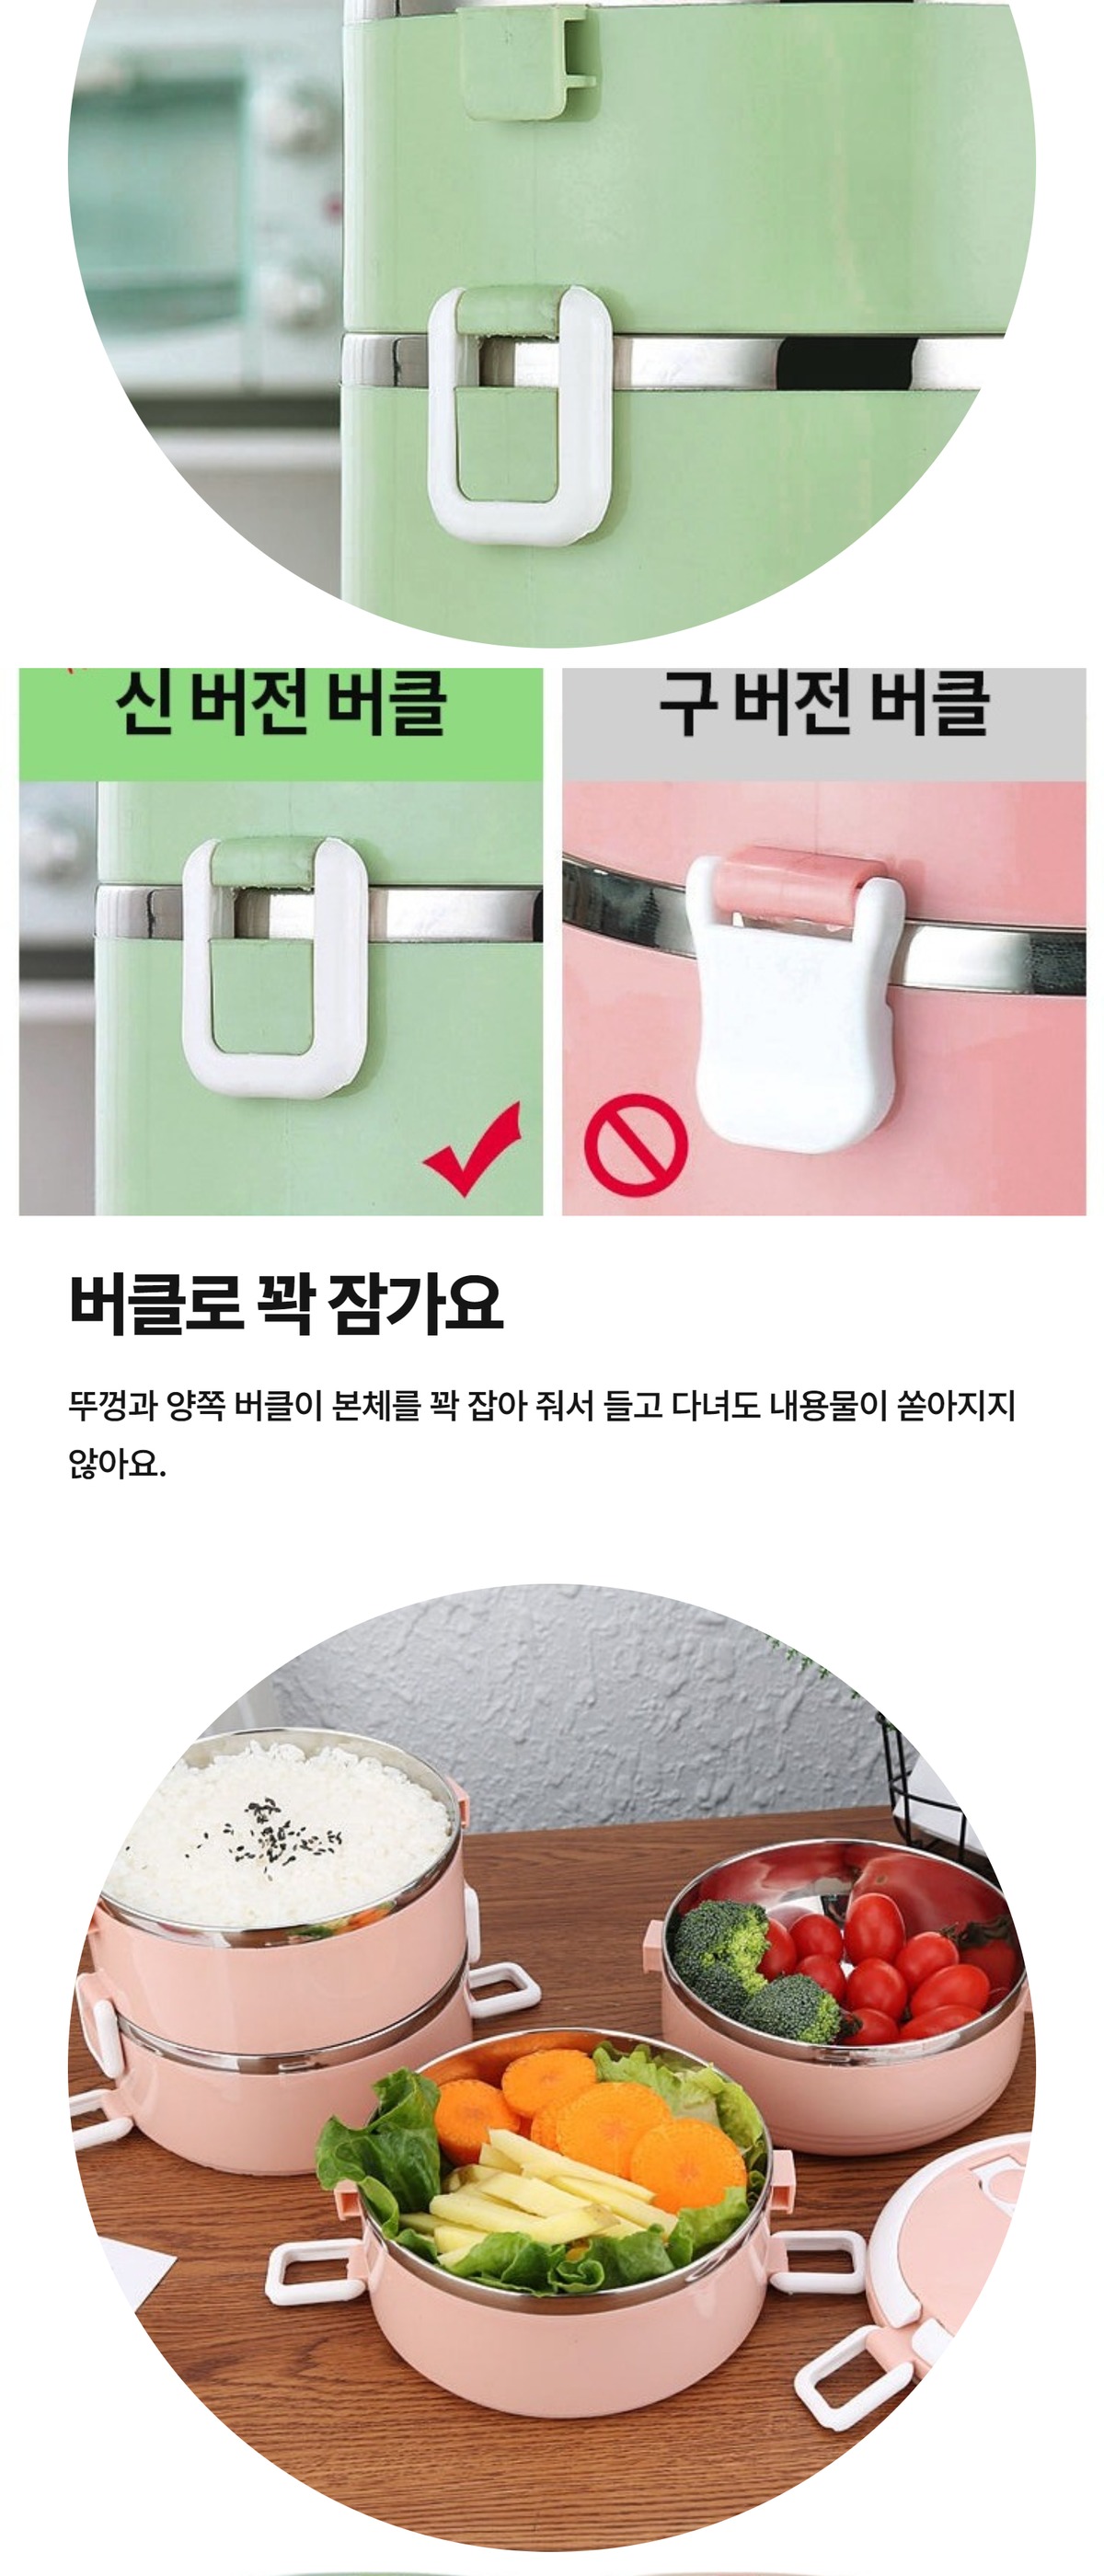 신 버전 버클
구 버전 버클
버클로 꽉 잠가요
뚜껑과 양쪽 버클이 본체를 꽉 잡아 줘서 들고 다녀도 내용물이 쏟아지지
않아요.